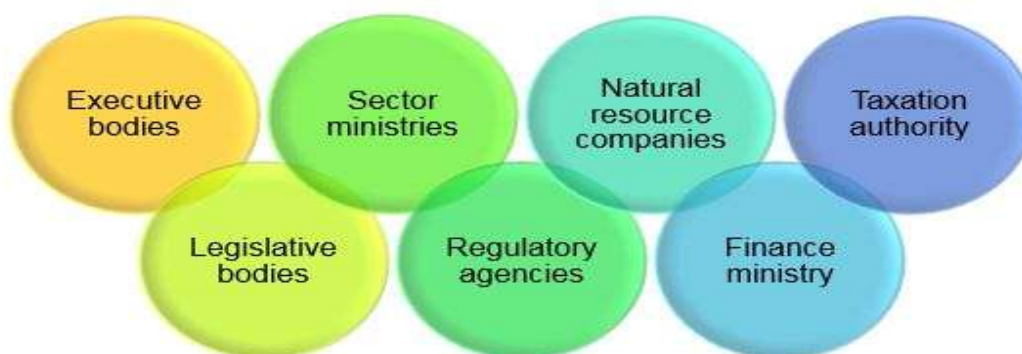 Executive
bodies
Sector
ministries
Natural
resource
companies
Taxation
authority
Legislative
bodies
Regulatory
agencies
Finance
ministry